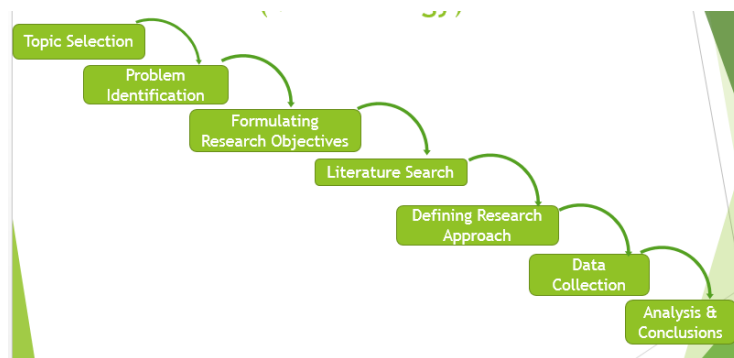 Topic Selection
Problem
Identification
Formulating
Research Objectives
Literature Search
Defining Research
Approach
Data
Collection
Analysis &
Conclusions